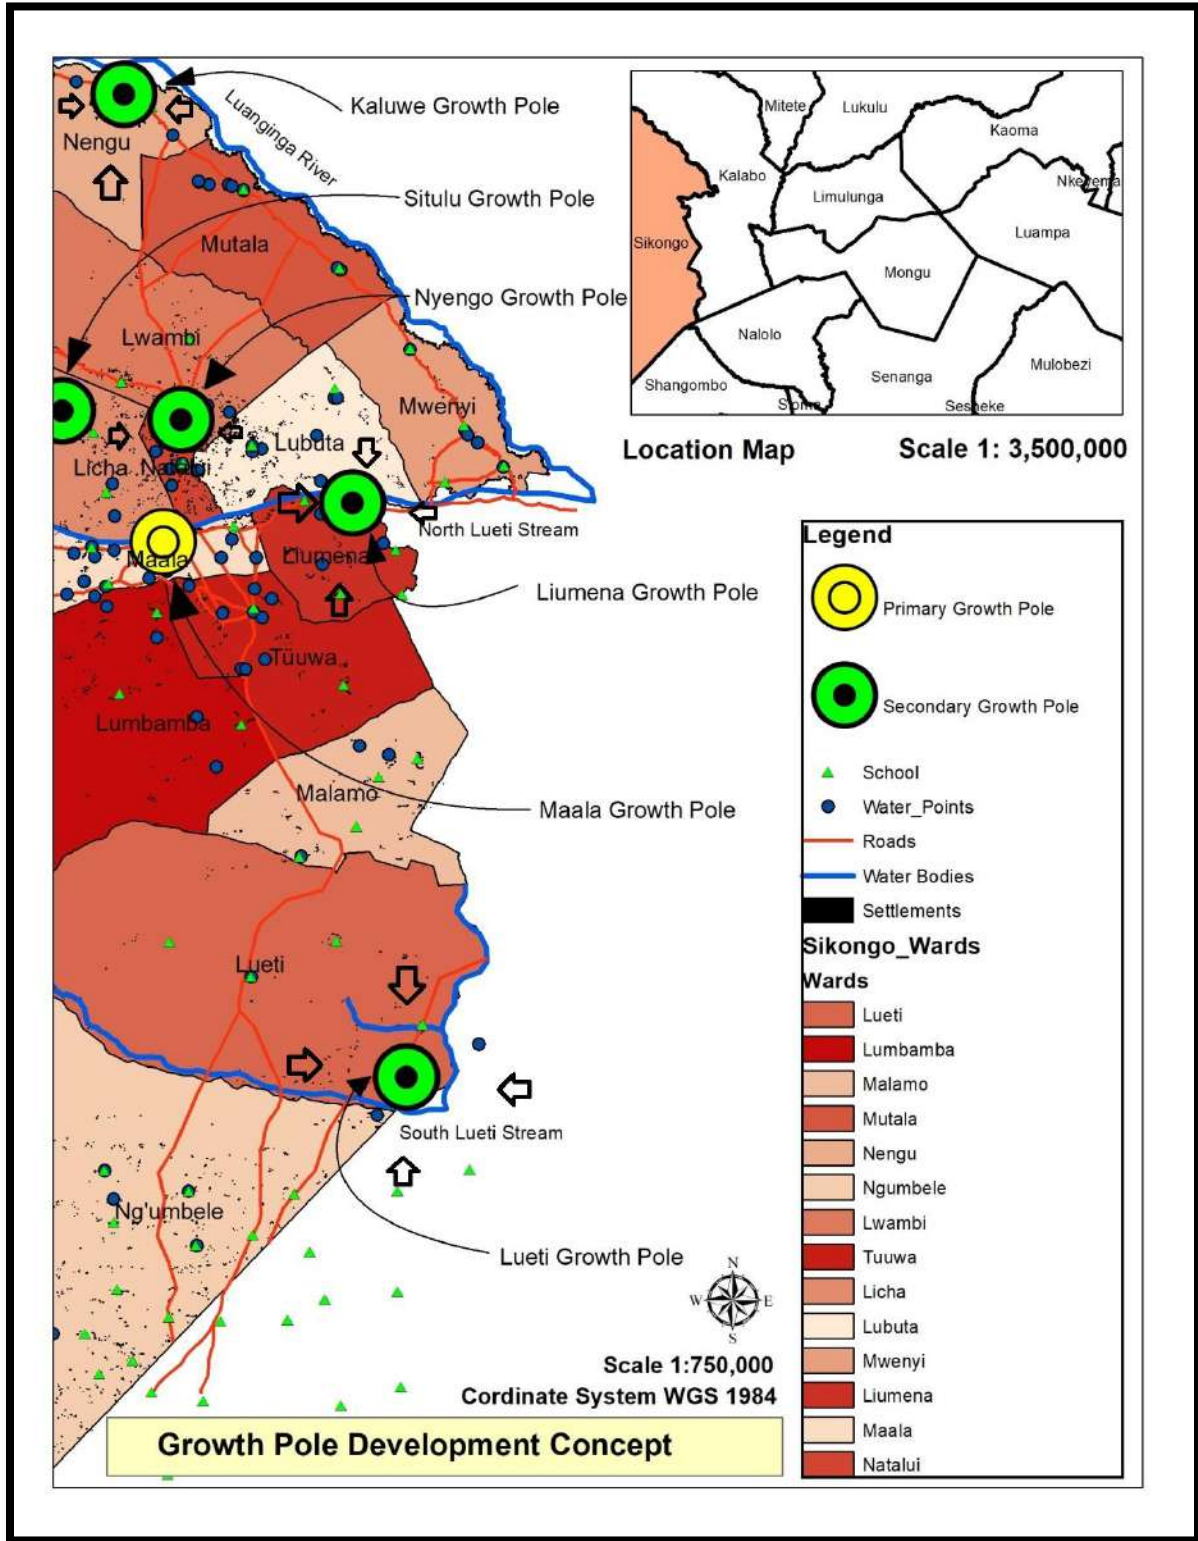 Kaluwe Growth Pole
Luanginga River
Nengu
Situlu Growth Pole
Mutala
Nyengo Growth Pole
Lwambi
Mwenyi
Lubuta
Licha
North Lueti Stream
Maala
Liumena
Liumena Growth Pole
Tuuwa
Lumbamba
Malamo
Maala Growth Pole
Lueti
South Lueti Stream
Ng'umbele
Lueti Growth Pole
N
W
E
S
Scale 1:750,000
Cordinate System WGS 1984
Growth Pole Development Concept
Mitete
Lukulu
Kaoma
Kalabo
Nkeyema
Limulunga
Sikongo
Luampa
Mongu
Nalolo
Mulobezi
Shangombo
Senanga
Sesheke
Location Map
Scale 1: 3,500,000
Legend
Primary Growth Pole
Secondary Growth Pole
School
Water_Points
Roads
Water Bodies
Settlements
Sikongo_Wards
Wards
Lueti
Lumbamba
Malamo
Mutala
Nengu
Ngumbele
Lwambi
Tuuwa
Licha
Lubuta
Mwenyi
Liumena
Maala
Natalui